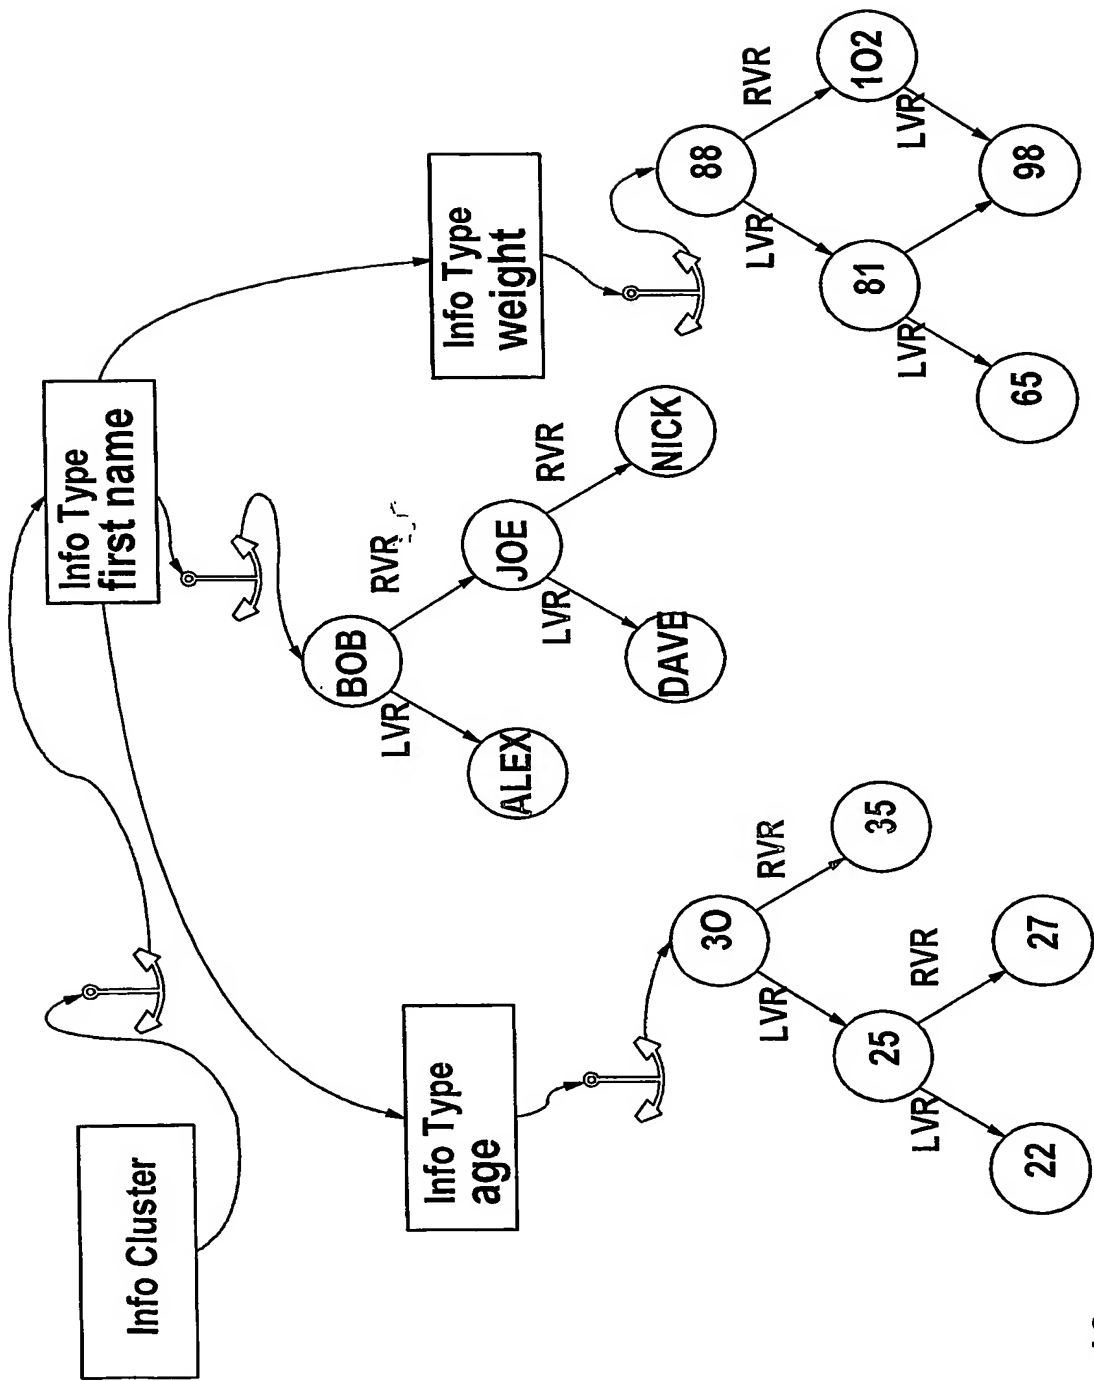 Info Cluster
Info Type
first name
Info Type
age
Info Type
weight
BOB
LVR
RVR
ALEX
JOE
LVR
RVR
DAVE
NICK
30
LVR
RVR
25
35
LVR
RVR
22
27
88
LVR
RVR
81
102
LVR
LVR
65
98